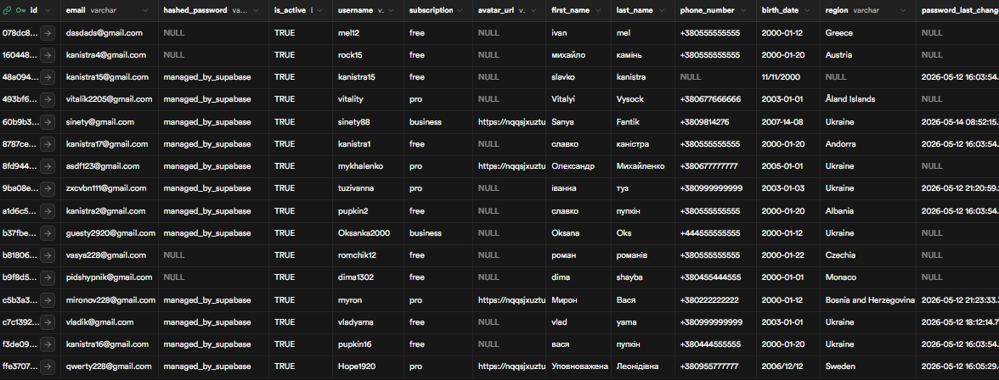 id email varchar hashed_password va... is_active username v. subscription avatar_url v. first_name last_name phone_number birth_date region varchar password_last_chang
078dc8... dasdads@gmail.com NULL TRUE mel12 free NULL ivan mel +380555555555 2000-01-12 Greece NULL
160448... kanistra4@gmail.com NULL TRUE rock15 free NULL михайло камінь +380555555555 2000-01-20 Austria NULL
48a094... kanistra15@gmail.com managed_by_supabase TRUE kanistra15 free NULL slavko kanistra NULL 11/11/2000 NULL 2026-05-12 16:03:54.
493bf6... vitalik2205@gmail.com managed_by_supabase TRUE vitality pro NULL Vitalyi Vysock +380677666666 2003-01-01 Åland Islands NULL
60b9b3... sinety@gmail.com managed_by_supabase TRUE sinety88 business https://nqqsjxuztu Sanya Fantik +3809814276 2007-14-08 Ukraine 2026-05-14 08:52:15.
8787ce... kanistra17@gmail.com managed_by_supabase TRUE kanistra1 free NULL славко каністра +380555555555 2000-01-20 Andorra 2026-05-12 16:03:54.
8fd944... asdf123@gmail.com managed_by_supabase TRUE mykhalenko pro https://nqqsjxuztu Олександр Михайленко +380677777777 2005-01-01 Ukraine NULL
9ba08e... zxcvbn111@gmail.com managed_by_supabase TRUE tuzivanna pro NULL іванна туз +380999999999 2003-01-03 Ukraine 2026-05-12 21:20:59.
a1d6c5... kanistra2@gmail.com managed_by_supabase TRUE pupkin2 free NULL славко пупкін +380555555555 2000-01-20 Albania 2026-05-12 16:03:54.
b37fbe... guesty2920@gmail.com managed_by_supabase TRUE Oksanka2000 business NULL Oksana Oks +444555555555 2000-01-12 Ukraine NULL
b81806... vasya228@gmail.com NULL TRUE romchik12 free NULL роман романів +380555555555 2000-01-22 Czechia NULL
b9f8d5... pidshypnik@gmail.com NULL TRUE dima1302 free NULL dima shayba +380455444555 2000-01-01 Monaco NULL
c5b3a3... mironov228@gmail.com managed_by_supabase TRUE myron pro https://nqqsjxuztu Мирон Вася +380222222222 2000-01-12 Bosnia and Herzegovina 2026-05-12 21:23:33.
c7c1392... vladik@gmail.com managed_by_supabase TRUE vladyama free NULL vlad yama +380999999999 2003-01-01 Ukraine 2026-05-12 18:12:14.7
f3de09... kanistra16@gmail.com managed_by_supabase TRUE pupkin16 free NULL вася пупкін +380444555555 2000-01-20 Ukraine 2026-05-12 16:03:54.
ffe3707... qwerty228@gmail.com managed_by_supabase TRUE Hope1920 pro https://nqqsjxuztu Уповноважена Леонідівна +380955777777 2006/12/12 Sweden 2026-05-12 16:05:29.